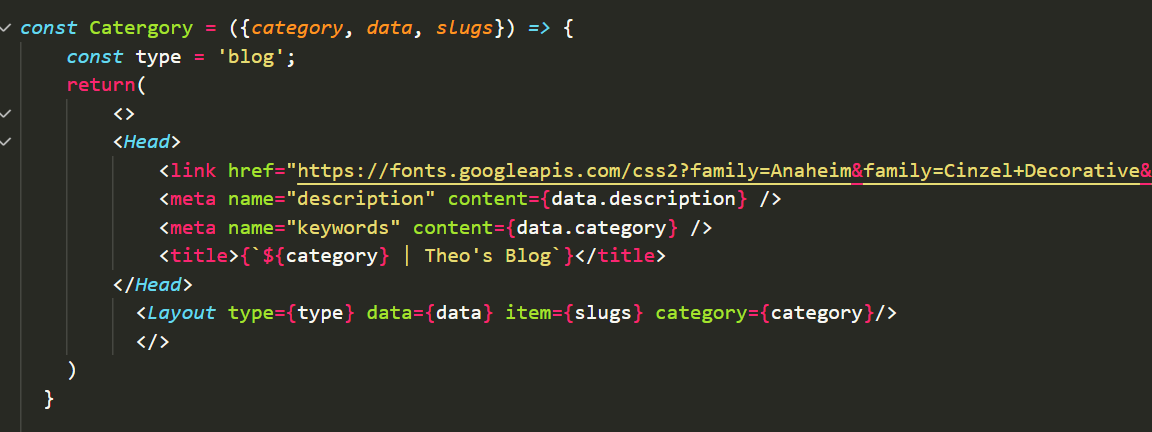 const Catergory = ({category, data, slugs}) => {
const type = 'blog';
return(
<>
<Head>
<link href="https://fonts.googleapis.com/css2?family=Anaheim&family=Cinzel+Decorative&
<meta name="description" content={data.description} />
<meta name="keywords" content={data.category} />
<title>{`${category} | Theo's Blog`}</title>
</Head>
<Layout type={type} data={data} item={slugs} category={category}/>
</>
)
}